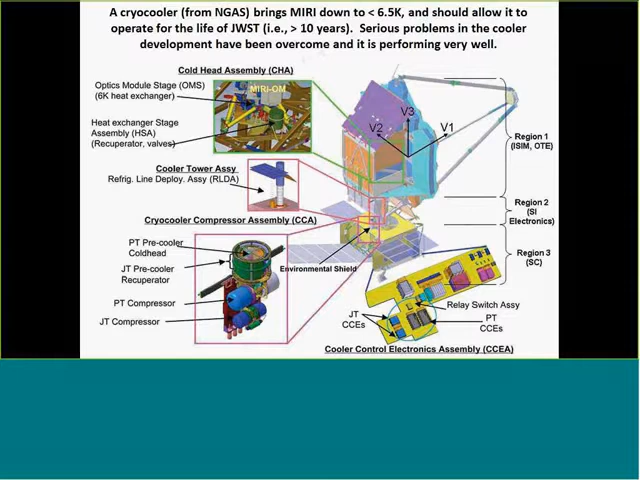 A cryocooler (from NGAS) brings MIRI down to < 6.5K, and should allow it to
operate for the life of JWST (i.e., > 10 years).  Serious problems in the cooler
development have been overcome and it is performing very well.
Cold Head Assembly (CHA)
Optics Module Stage (OMS)
(6K heat exchanger)
MIRI-OM
Heat exchanger Stage
Assembly (HSA)
(Recuperator, valves)
V3
V2
V1
Region 1
(ISIM, OTE)
Cooler Tower Assy
Refrig. Line Deploy. Assy (RLDA)
Region 2
(SI
Electronics)
Cryocooler Compressor Assembly (CCA)
PT Pre-cooler
Coldhead
JT Pre-cooler
Recuperator
PT Compressor
JT Compressor
Environmental Shield
Region 3
(SC)
Relay Switch Assy
JT
CCEs
PT
CCEs
Cooler Control Electronics Assembly (CCEA)